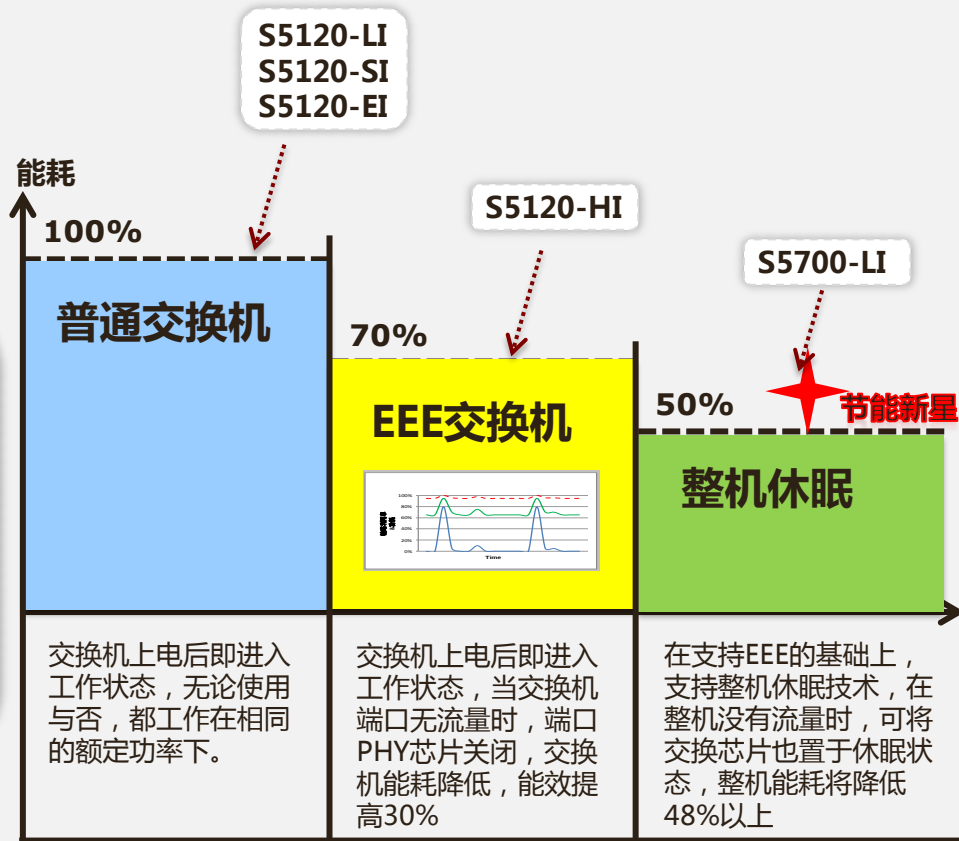 S5120-LI
S5120-SI
S5120-EI
能耗
S5120-HI
100%
S5700-LI
普通交换机
70%
50%
节能新星
EEE交换机
整机休眠
100%
80%
60%
40%
20%
0%
Time
交换机上电后即进入
工作状态，无论使用
与否，都工作在相同
的额定功率下。
交换机上电后即进入
工作状态，当交换机
端口无流量时，端口
PHY芯片关闭，交换
机能耗降低，能效提
高30%
在支持EEE的基础上，
支持整机休眠技术，在
整机没有流量时，可将
交换芯片也置于休眠状
态，整机能耗将降低
48%以上